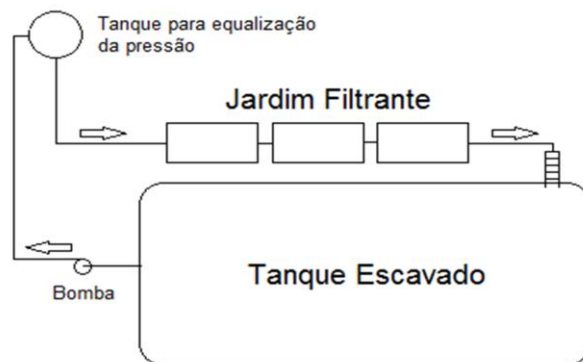 Tanque para equalização
da pressão
Jardim Filtrante
Tanque Escavado
Bomba